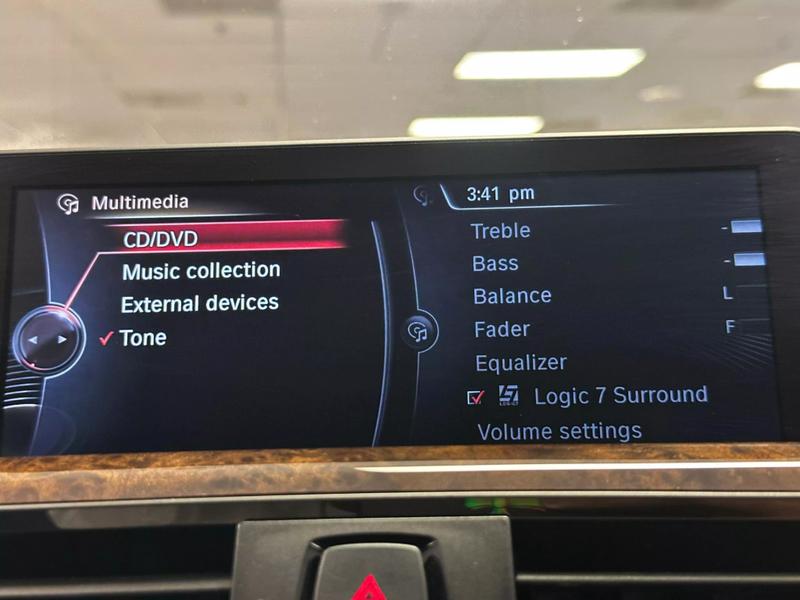 Multimedia
CD/DVD
Music collection
External devices
Tone
3:41 pm
Treble
Bass
Balance L
Fader F
Equalizer
Logic 7 Surround
Volume settings